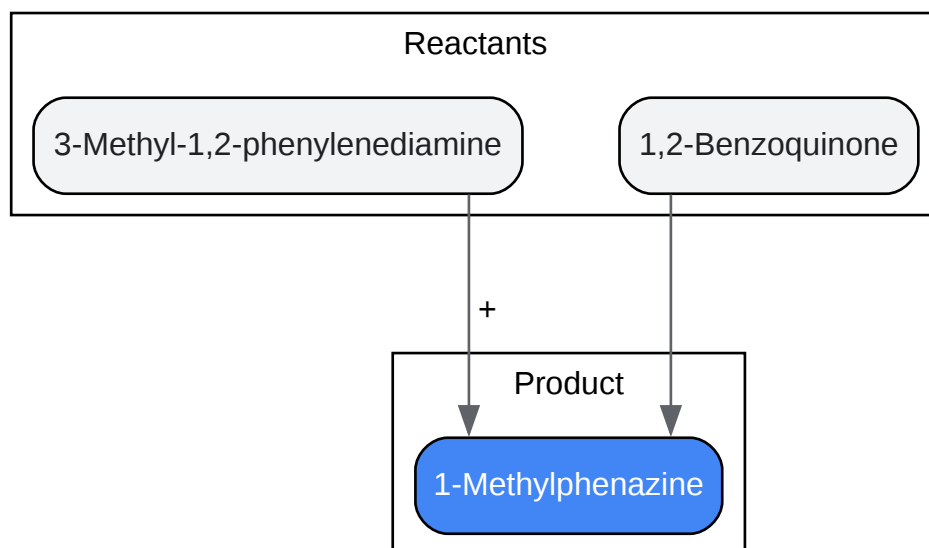 Reactants
3-Methyl-1,2-phenylenediamine
1,2-Benzoquinone
+
Product
1-Methylphenazine